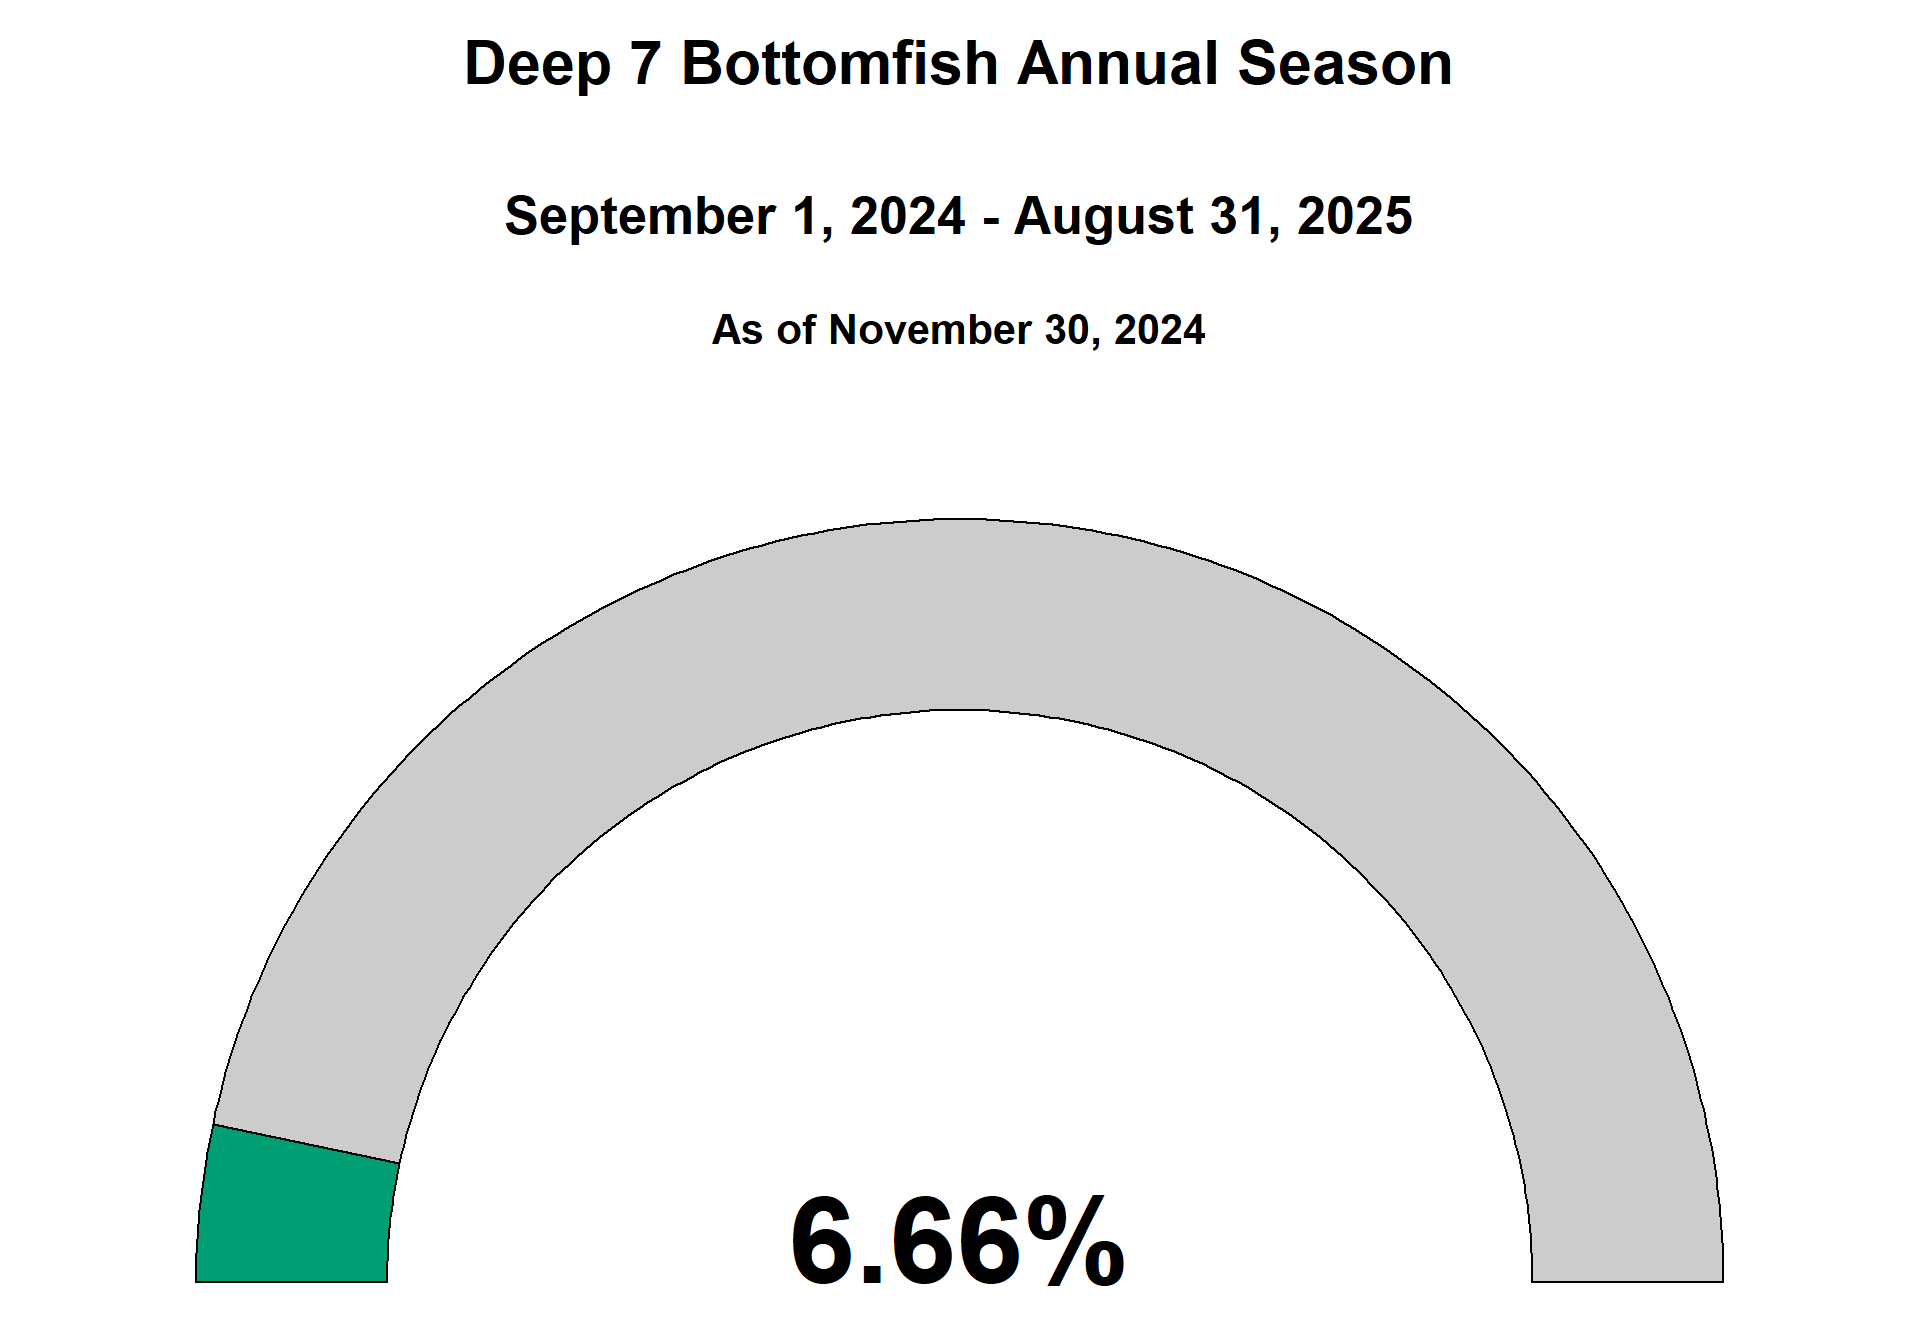 Deep 7 Bottomfish Annual Season
September 1, 2024 - August 31, 2025
As of November 30, 2024
6.66%